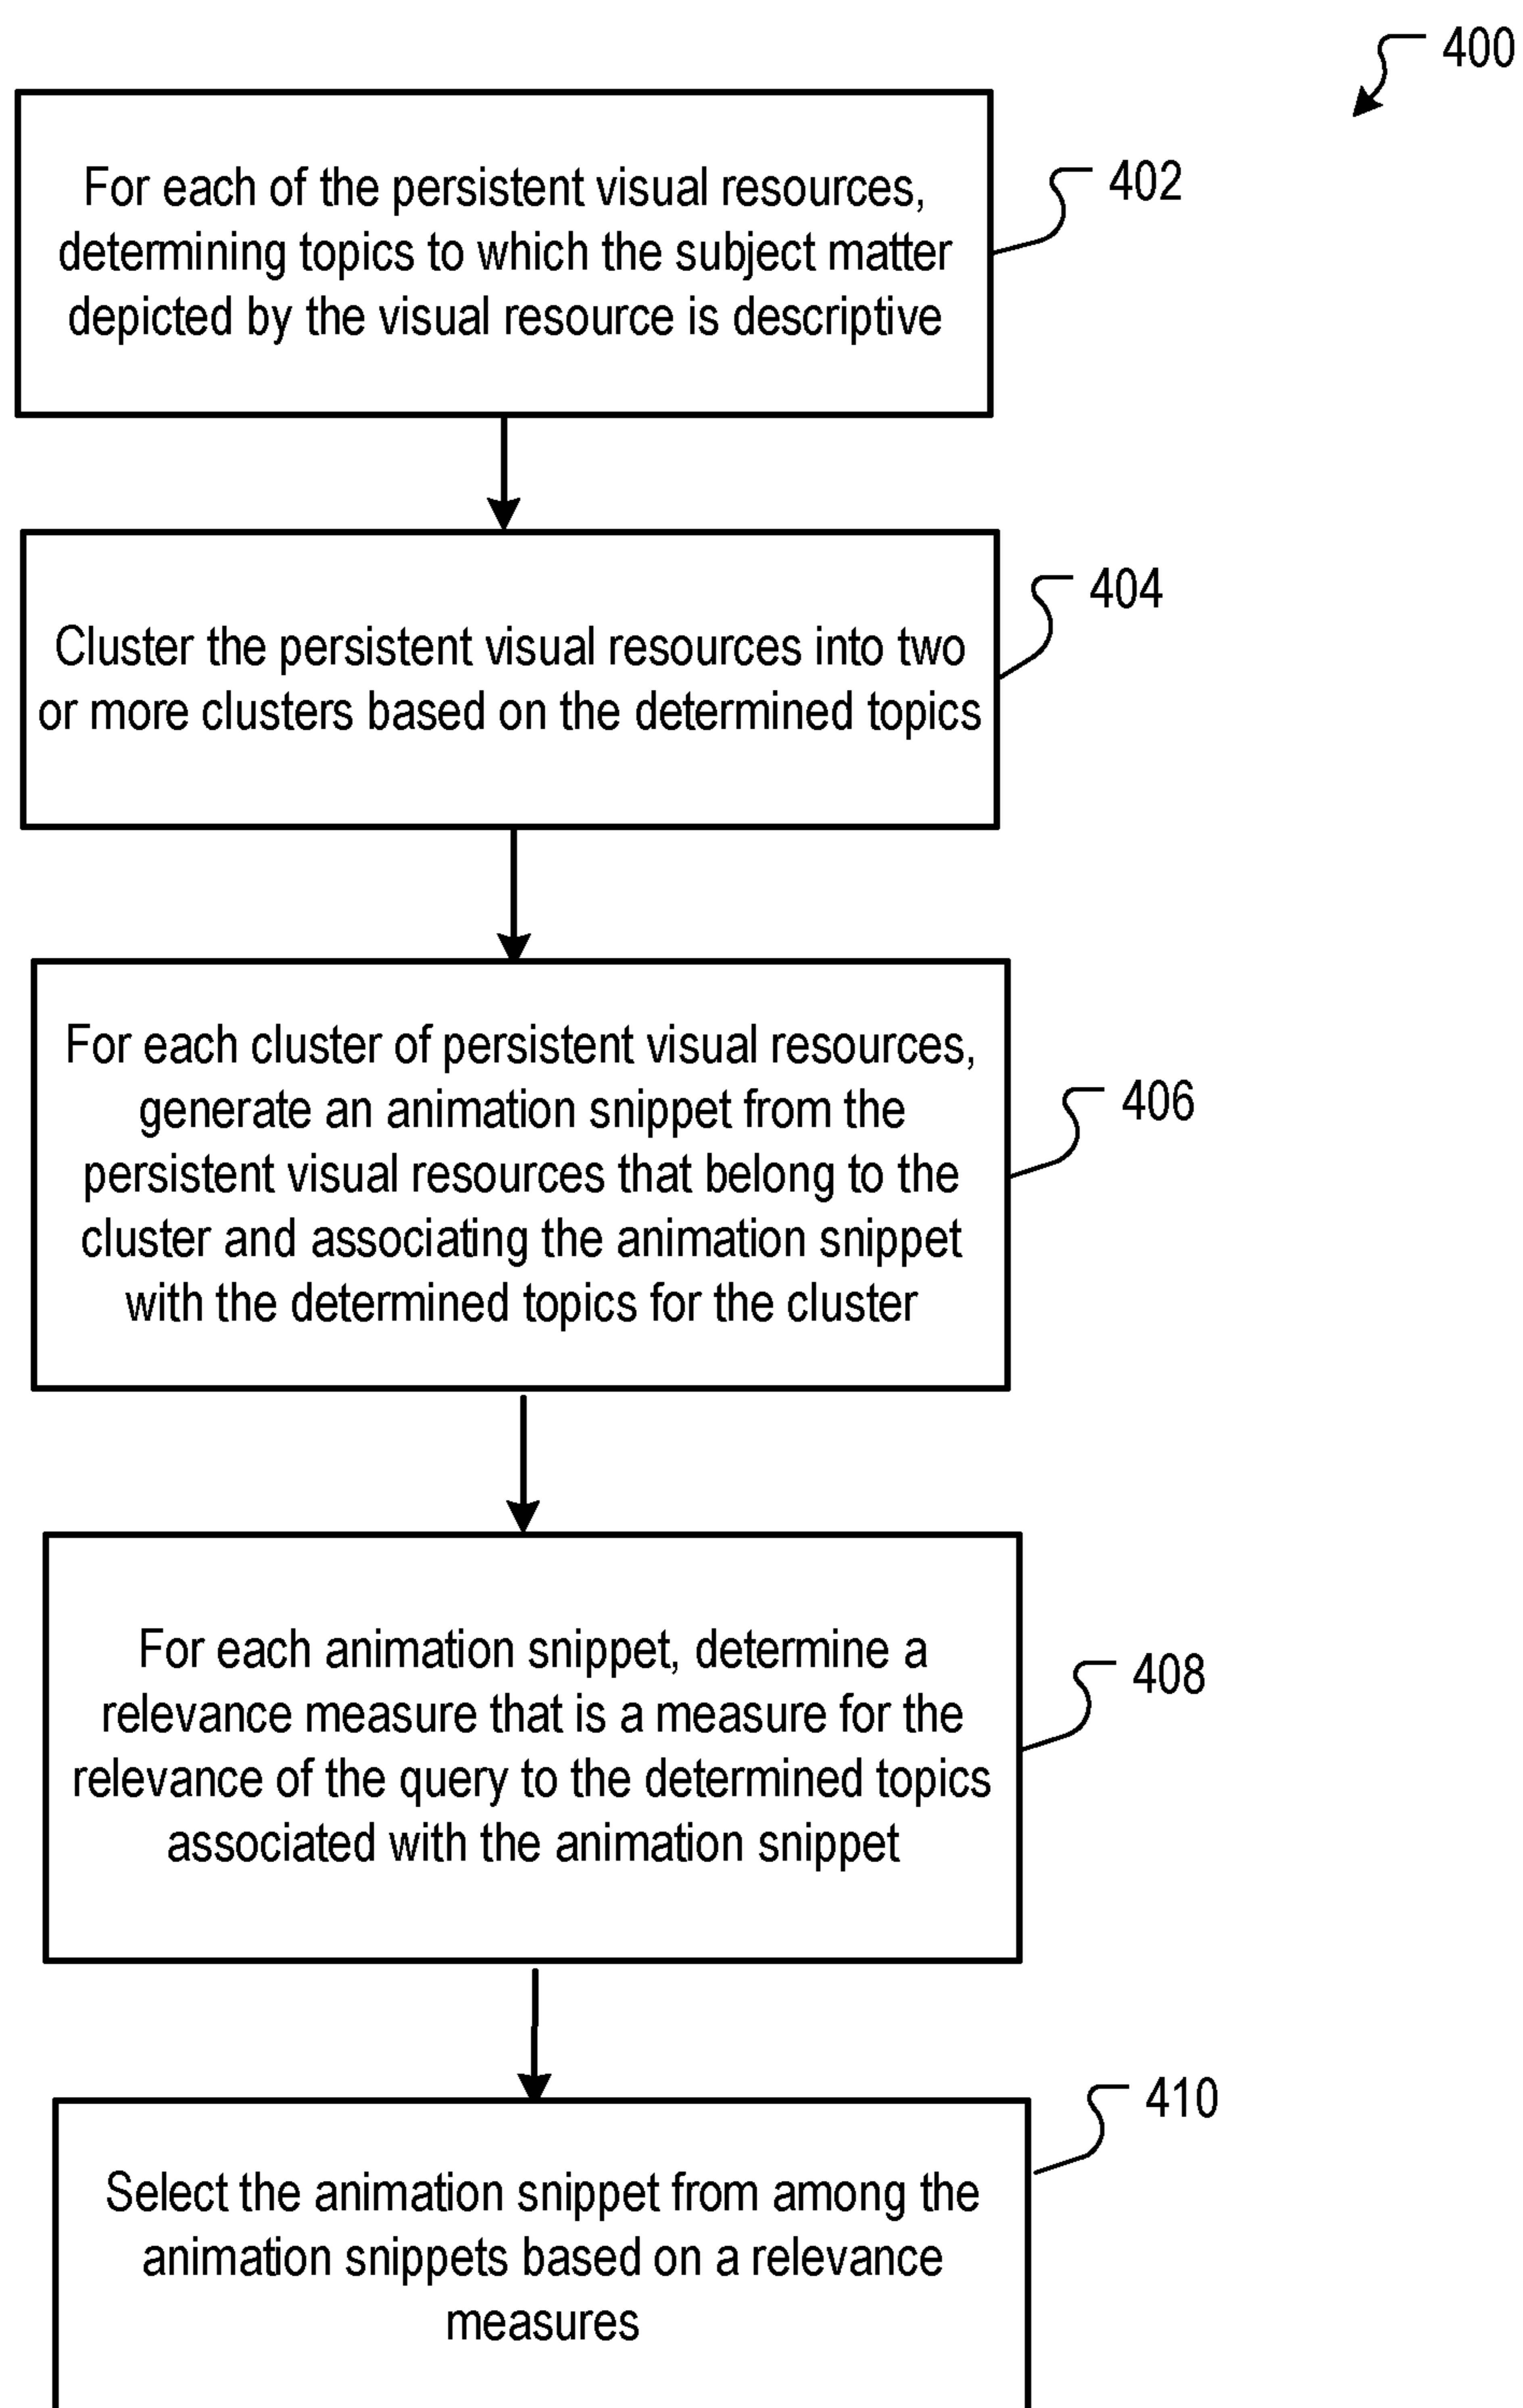 400
For each of the persistent visual resources,
determining topics to which the subject matter
depicted by the visual resource is descriptive
402
Cluster the persistent visual resources into two
or more clusters based on the determined topics
404
For each cluster of persistent visual resources,
generate an animation snippet from the
persistent visual resources that belong to the
cluster and associating the animation snippet
with the determined topics for the cluster
406
For each animation snippet, determine a
relevance measure that is a measure for the
relevance of the query to the determined topics
associated with the animation snippet
408
Select the animation snippet from among the
animation snippets based on a relevance
measures
410